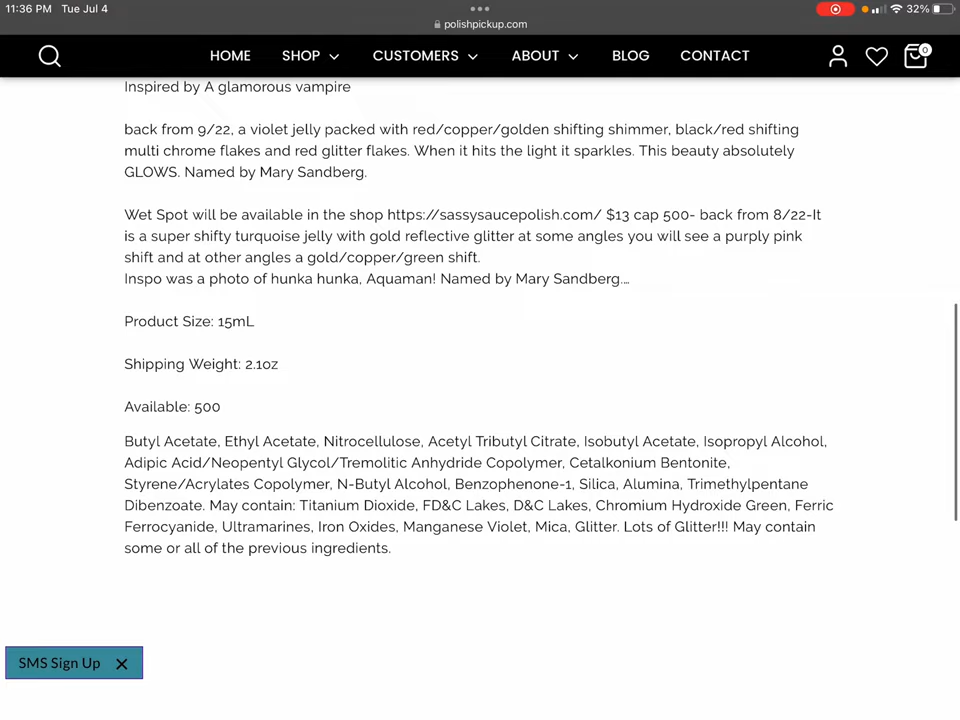 11:36 PM Tue Jul 4
32%
polishpickup.com
HOME SHOP CUSTOMERS ABOUT BLOG CONTACT 0
Inspired by A glamorous vampire
back from 9/22, a violet jelly packed with red/copper/golden shifting shimmer, black/red shifting
multi chrome flakes and red glitter flakes. When it hits the light it sparkles. This beauty absolutely
GLOWS. Named by Mary Sandberg.
Wet Spot will be available in the shop https://sassysaucepolish.com/ $13 cap 500- back from 8/22-It
is a super shifty turquoise jelly with gold reflective glitter at some angles you will see a purply pink
shift and at other angles a gold/copper/green shift.
Inspo was a photo of hunka hunka, Aquaman! Named by Mary Sandberg....
Product Size: 15mL
Shipping Weight: 2.1oz
Available: 500
Butyl Acetate, Ethyl Acetate, Nitrocellulose, Acetyl Tributyl Citrate, Isobutyl Acetate, Isopropyl Alcohol,
Adipic Acid/Neopentyl Glycol/Tremolitic Anhydride Copolymer, Cetalkonium Bentonite,
Styrene/Acrylates Copolymer, N-Butyl Alcohol, Benzophenone-1, Silica, Alumina, Trimethylpentane
Dibenzoate. May contain: Titanium Dioxide, FD&C Lakes, D&C Lakes, Chromium Hydroxide Green, Ferric
Ferrocyanide, Ultramarines, Iron Oxides, Manganese Violet, Mica, Glitter. Lots of Glitter!!! May contain
some or all of the previous ingredients.
SMS Sign Up